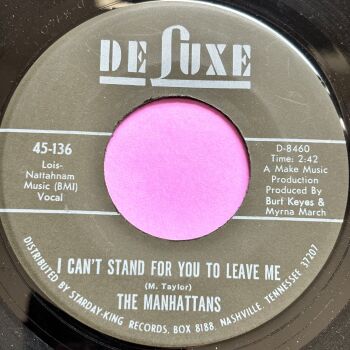 DE LUXE
45-136
Lois-
Nattahnam
Music (BMI)
Vocal
D-8460
Time: 2:42
A Make Music
Production
Produced By
Burt Keyes &
Myrna March
I CAN'T STAND FOR YOU TO LEAVE ME
(M. Taylor)
THE MANHATTANS
DISTRIBUTED BY STARDAY-KING RECORDS, BOX 8188, NASHVILLE, TENNESSEE 37207